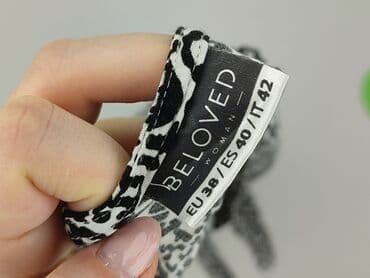 BELOVED
— WOMAN —
EU 38 / ES 40 / IT 42